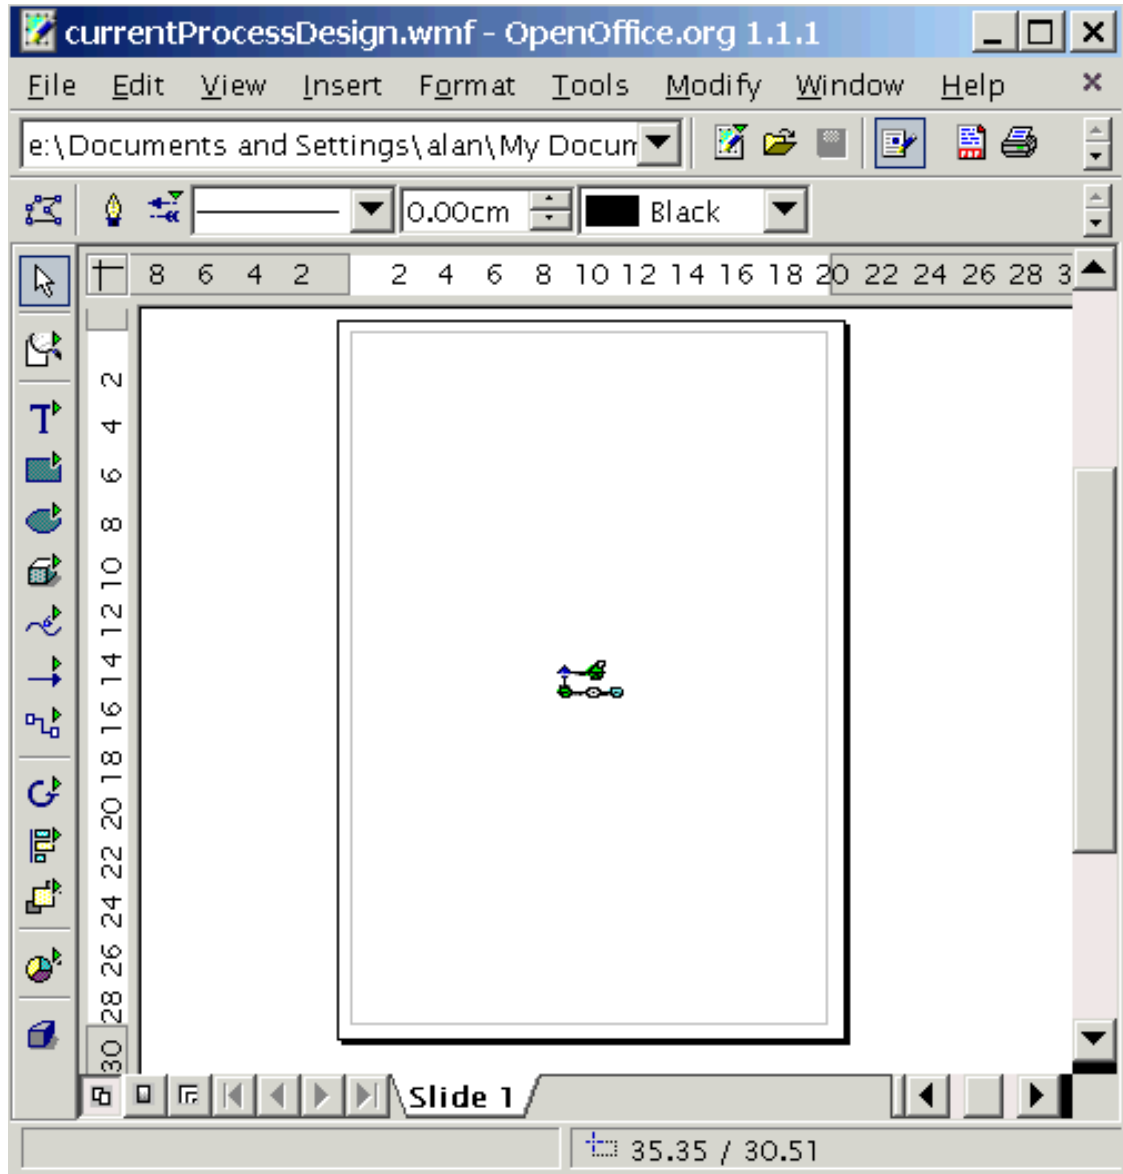 currentProcessDesign.wmf - OpenOffice.org 1.1.1
File Edit View Insert Format Tools Modify Window Help
e:\Documents and Settings\alan\My Docum
0.00cm Black
8 6 4 2 2 4 6 8 10 12 14 16 18 20 22 24 26 28 3
T
2
4
6
8
10
12
14
16
18
20
22
24
26
28
30
Slide 1
35.35 / 30.51